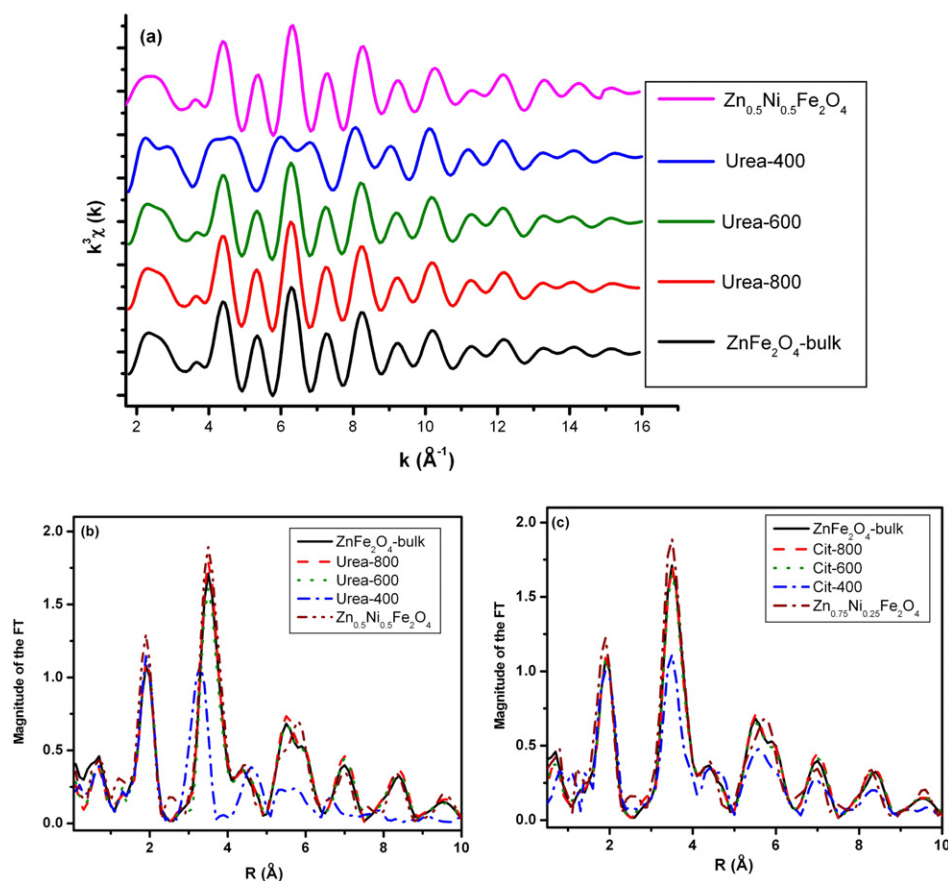 (a)
k³χ (k)
Zn₀.₅Ni₀.₅Fe₂O₄
Urea-400
Urea-600
Urea-800
ZnFe₂O₄-bulk
2 4 6 8 10 12 14 16
k (Å⁻¹)
(b)
ZnFe₂O₄-bulk
Urea-800
Urea-600
Urea-400
Zn₀.₅Ni₀.₅Fe₂O₄
Magnitude of the FT
2.0
1.5
1.0
0.5
0.0
2 4 6 8 10
R (Å)
(c)
ZnFe₂O₄-bulk
Cit-800
Cit-600
Cit-400
Zn₀.₇₅Ni₀.₂₅Fe₂O₄
Magnitude of the FT
2.0
1.5
1.0
0.5
0.0
2 4 6 8 10
R (Å)